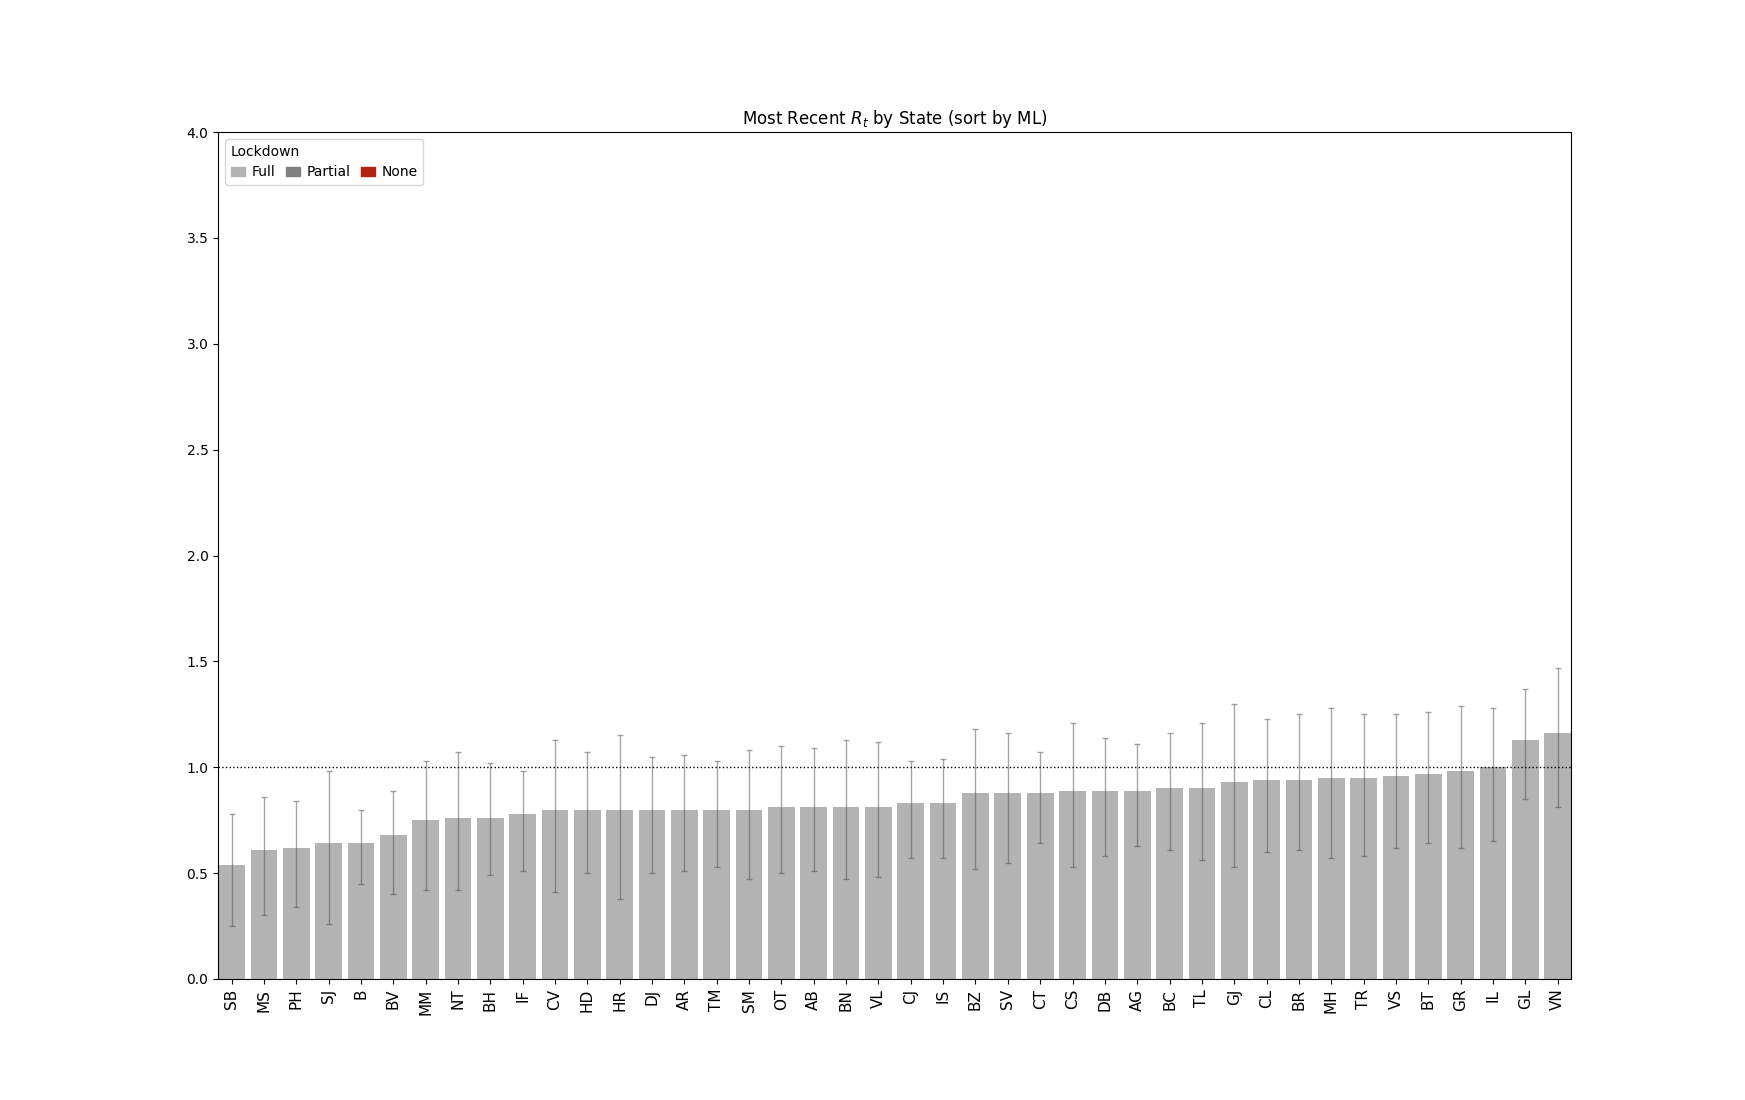 Most Recent Rt by State (sort by ML)
4.0
Lockdown
Full Partial None
3.5
3.0
2.5
2.0
1.5
1.0
0.5
0.0
SB MS PH SJ B BV MM NT BH IF CV HD HR DJ AR TM SM OT AB BN VL CJ IS BZ SV CT CS DB AG BC TL GJ CL BR MH TR VS BT GR IL GL VN